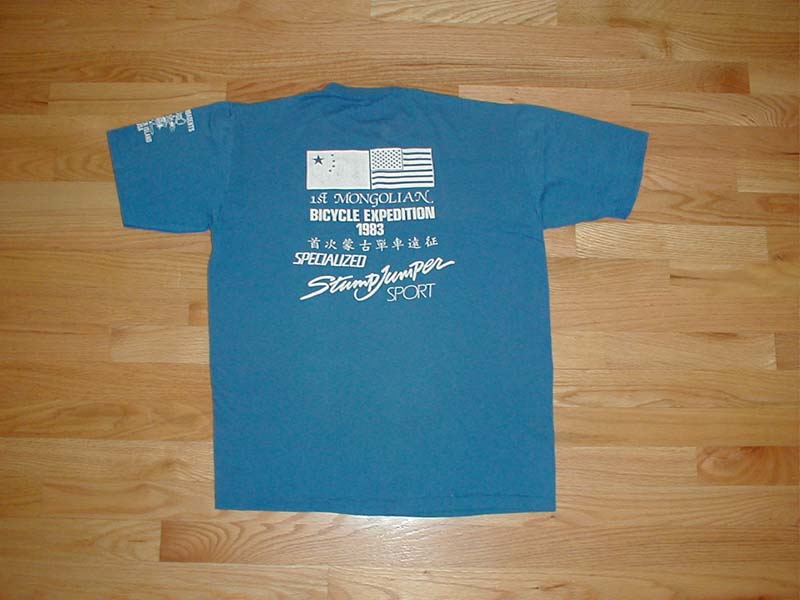 1st MONGOLIAN
BICYCLE EXPEDITION
1983
首次蒙古單車遠征
SPECIALIZED
StumpJumper
SPORT